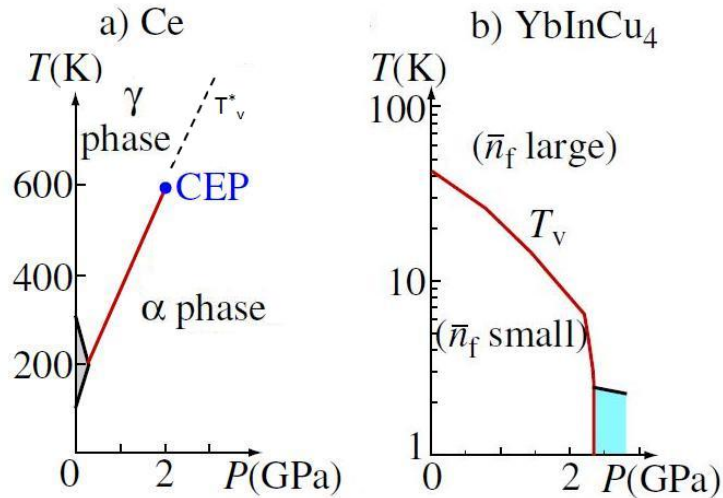 a) Ce
T(K)
γ
phase
T*v
600
CEP
400
α phase
200
0
2
P(GPa)
b) YbInCu₄
T(K)
100
(n̄f large)
Tv
10
(n̄f small)
1
0
2
P(GPa)